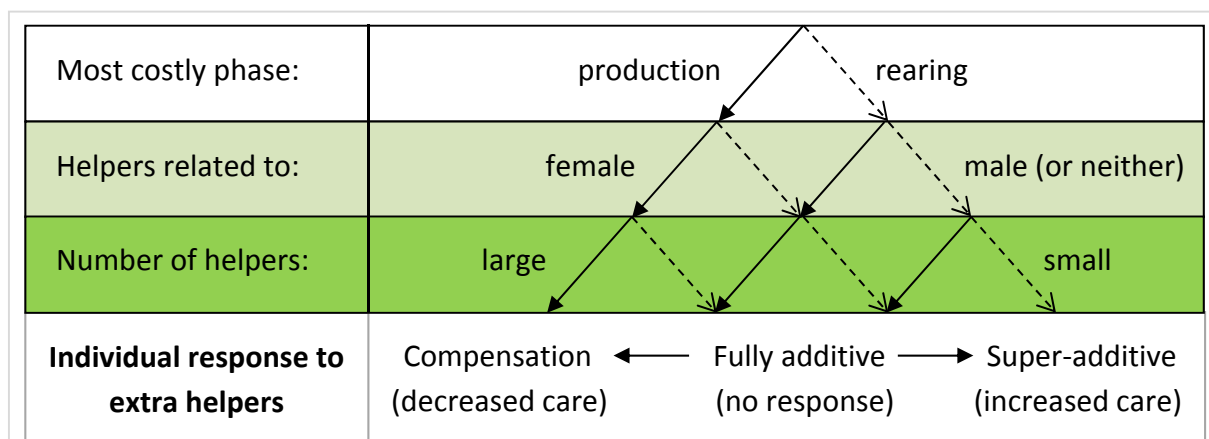 Most costly phase: production rearing
Helpers related to: female male (or neither)
Number of helpers: large small
Individual response to Compensation Fully additive Super-additive
extra helpers (decreased care) (no response) (increased care)